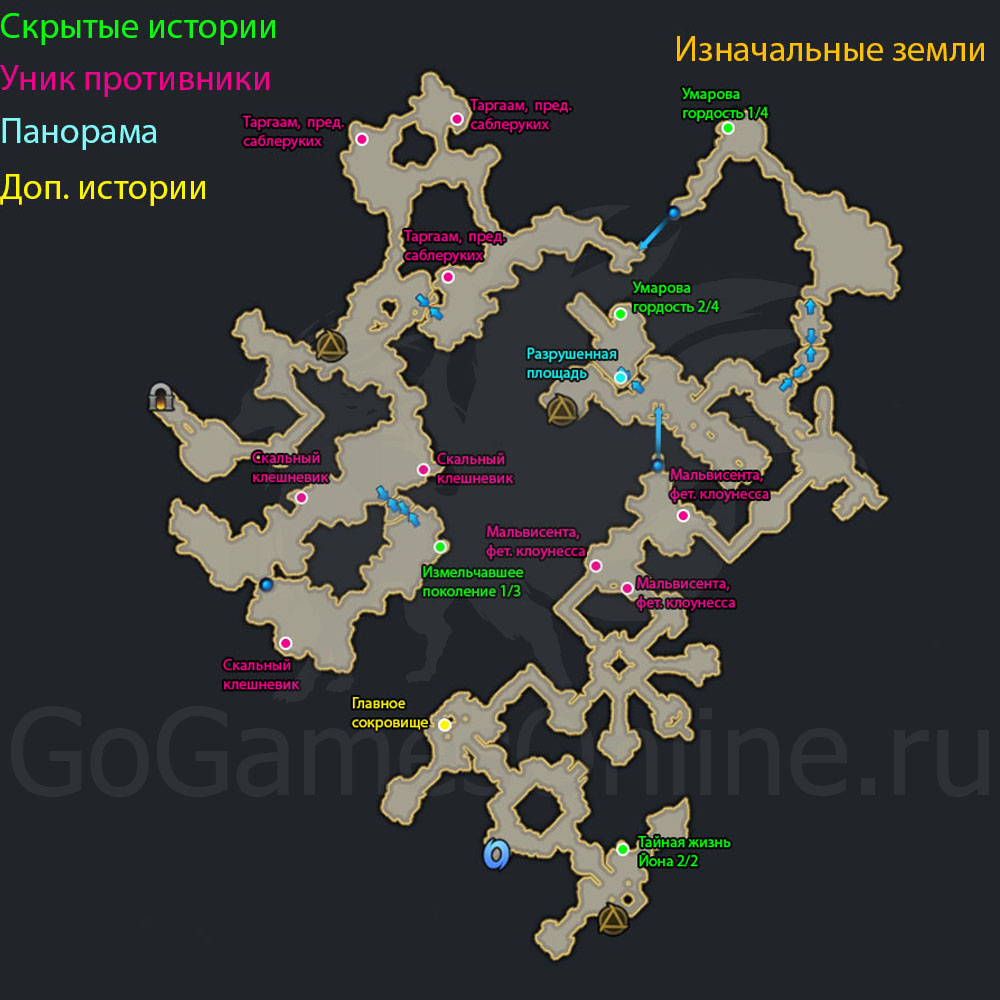 Скрытые истории
Уник противники
Панорама
Доп. истории
Изначальные земли
Умарова
гордость 1/4
Таргаам, пред.
саблеруких
Таргаам, пред.
саблеруких
Таргаам, пред.
саблеруких
Умарова
гордость 2/4
Разрушенная
площадь
Скальный
клешневик
Скальный
клешневик
Мальвисента,
фет. клоунесса
Мальвисента,
фет. клоунесса
Измельчавшее
поколение 1/3
Мальвисента,
фет. клоунесса
Скальный
клешневик
Главное
сокровище
GoGamesOnline.ru
Тайная жизнь
Йона 2/2